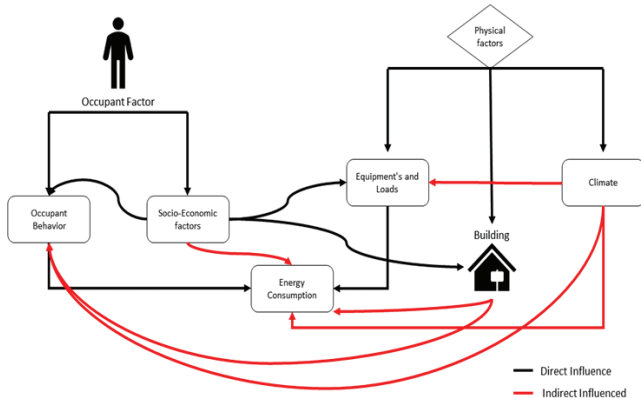 Physical
factors
Occupant Factor
Equipment's and
Loads
Climate
Occupant
Behavior
Socio-Economic
factors
Building
Energy
Consumption
Direct Influence
Indirect Influenced